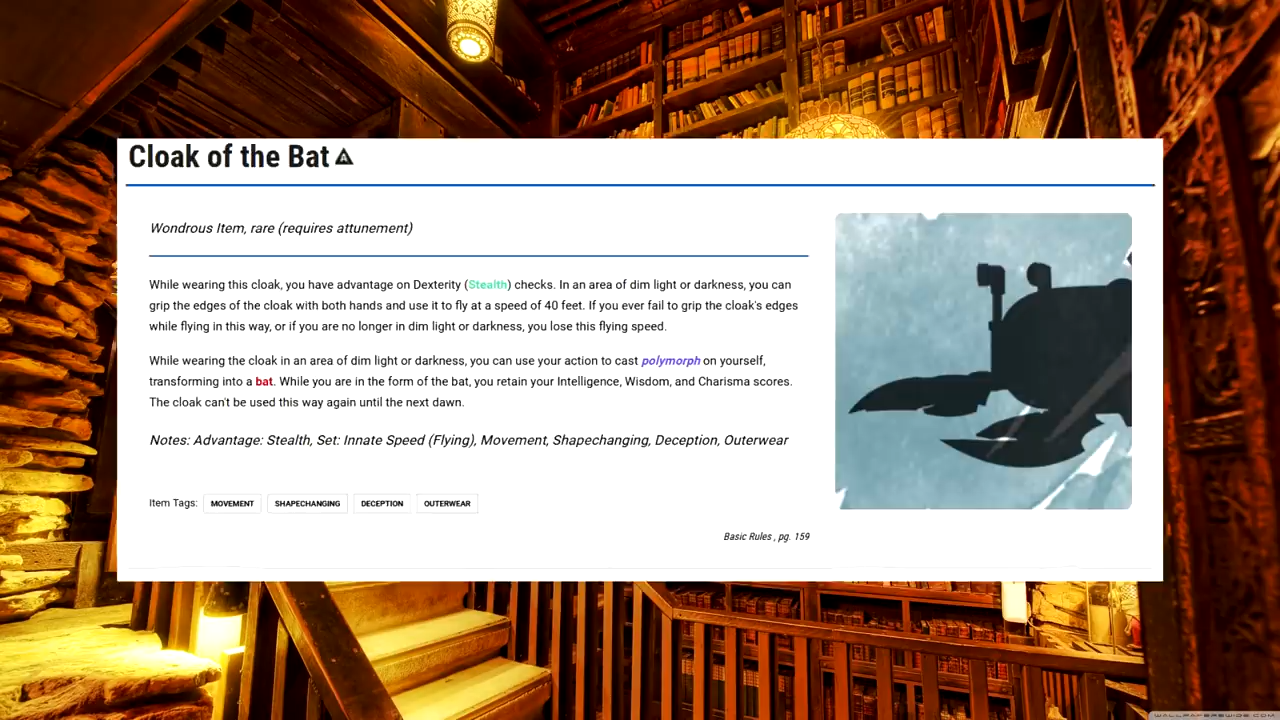 Cloak of the Bat
Wondrous Item, rare (requires attunement)
While wearing this cloak, you have advantage on Dexterity (Stealth) checks. In an area of dim light or darkness, you can
grip the edges of the cloak with both hands and use it to fly at a speed of 40 feet. If you ever fail to grip the cloak's edges
while flying in this way, or if you are no longer in dim light or darkness, you lose this flying speed.
While wearing the cloak in an area of dim light or darkness, you can use your action to cast polymorph on yourself,
transforming into a bat. While you are in the form of the bat, you retain your Intelligence, Wisdom, and Charisma scores.
The cloak can't be used this way again until the next dawn.
Notes: Advantage: Stealth, Set: Innate Speed (Flying), Movement, Shapechanging, Deception, Outerwear
Item Tags: MOVEMENT SHAPECHANGING DECEPTION OUTERWEAR
Basic Rules , pg. 159
WALLPAPERSWIDE.COM